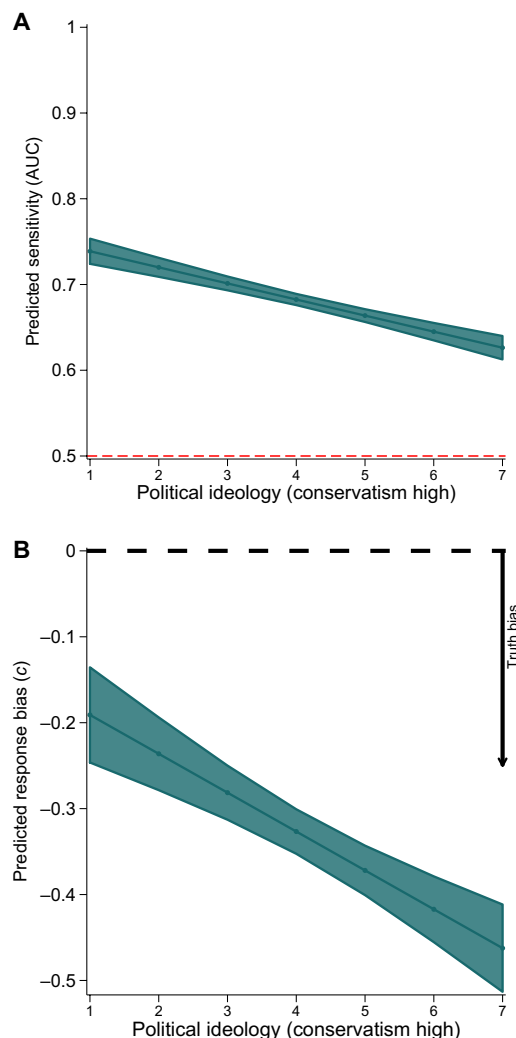 A
1
0.9
0.8
0.7
0.6
0.5
Predicted sensitivity (AUC)
1 2 3 4 5 6 7
Political ideology (conservatism high)
B
0
–0.1
–0.2
–0.3
–0.4
–0.5
Predicted response bias (c)
Truth bias
1 2 3 4 5 6 7
Political ideology (conservatism high)